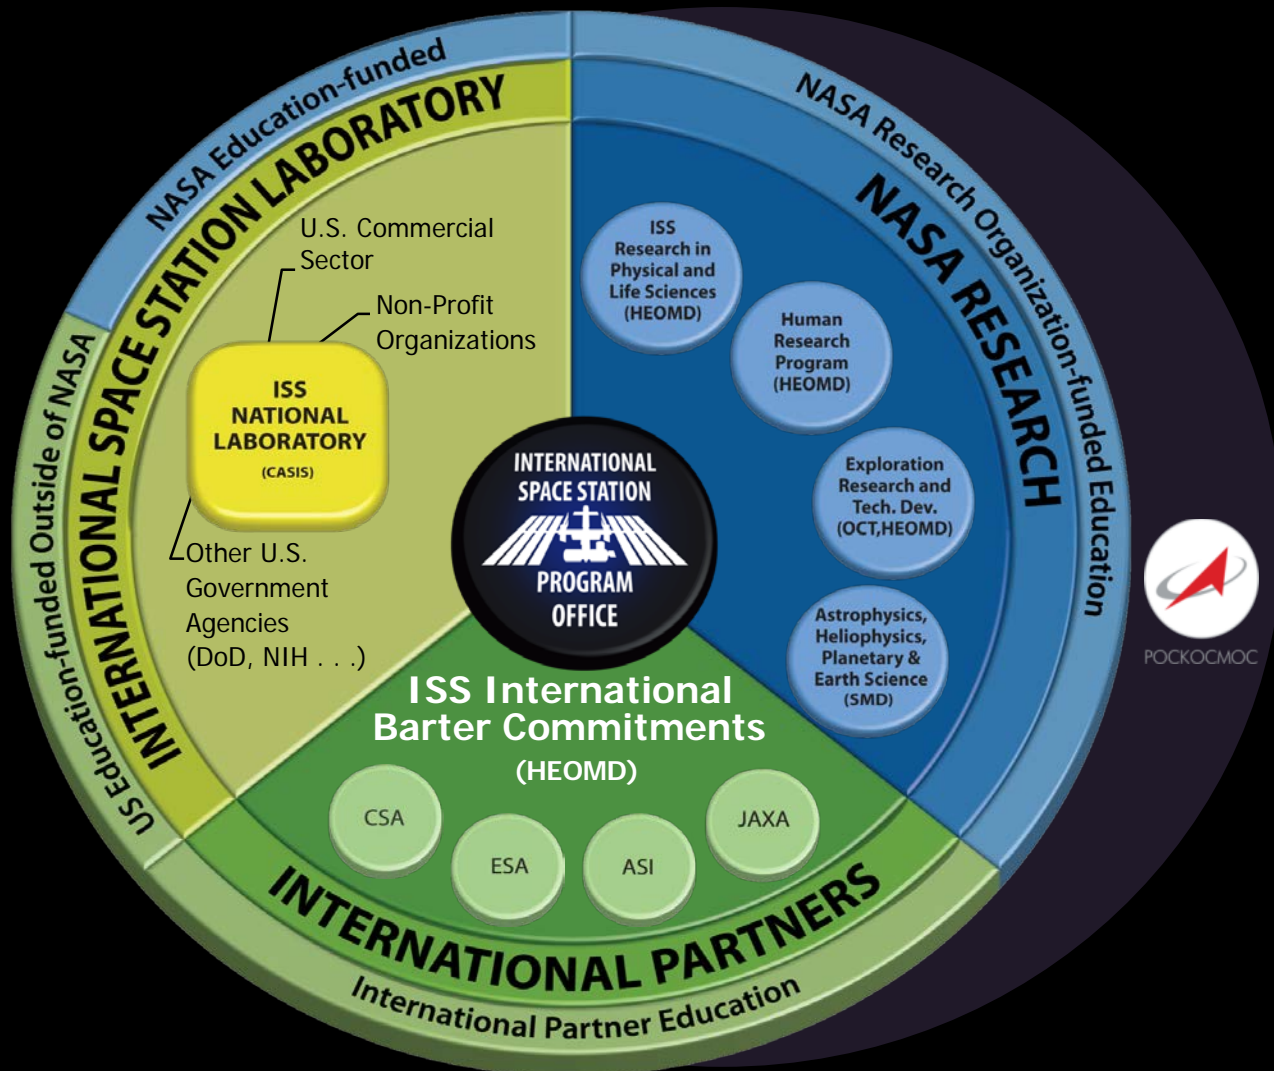 NASA Education-funded
INTERNATIONAL SPACE STATION LABORATORY
US Education-funded Outside of NASA
U.S. Commercial
Sector
Non-Profit
Organizations
ISS
NATIONAL
LABORATORY
(CASIS)
Other U.S.
Government
Agencies
(DoD, NIH . . .)
NASA Research Organization-funded Education
NASA RESEARCH
ISS
Research in
Physical and
Life Sciences
(HEOMD)
Human
Research
Program
(HEOMD)
Exploration
Research and
Tech. Dev.
(OCT,HEOMD)
Astrophysics,
Heliophysics,
Planetary &
Earth Science
(SMD)
INTERNATIONAL
SPACE STATION
PROGRAM
OFFICE
ISS International
Barter Commitments
(HEOMD)
CSA
ESA
ASI
JAXA
INTERNATIONAL PARTNERS
International Partner Education
РОСКОСМОС